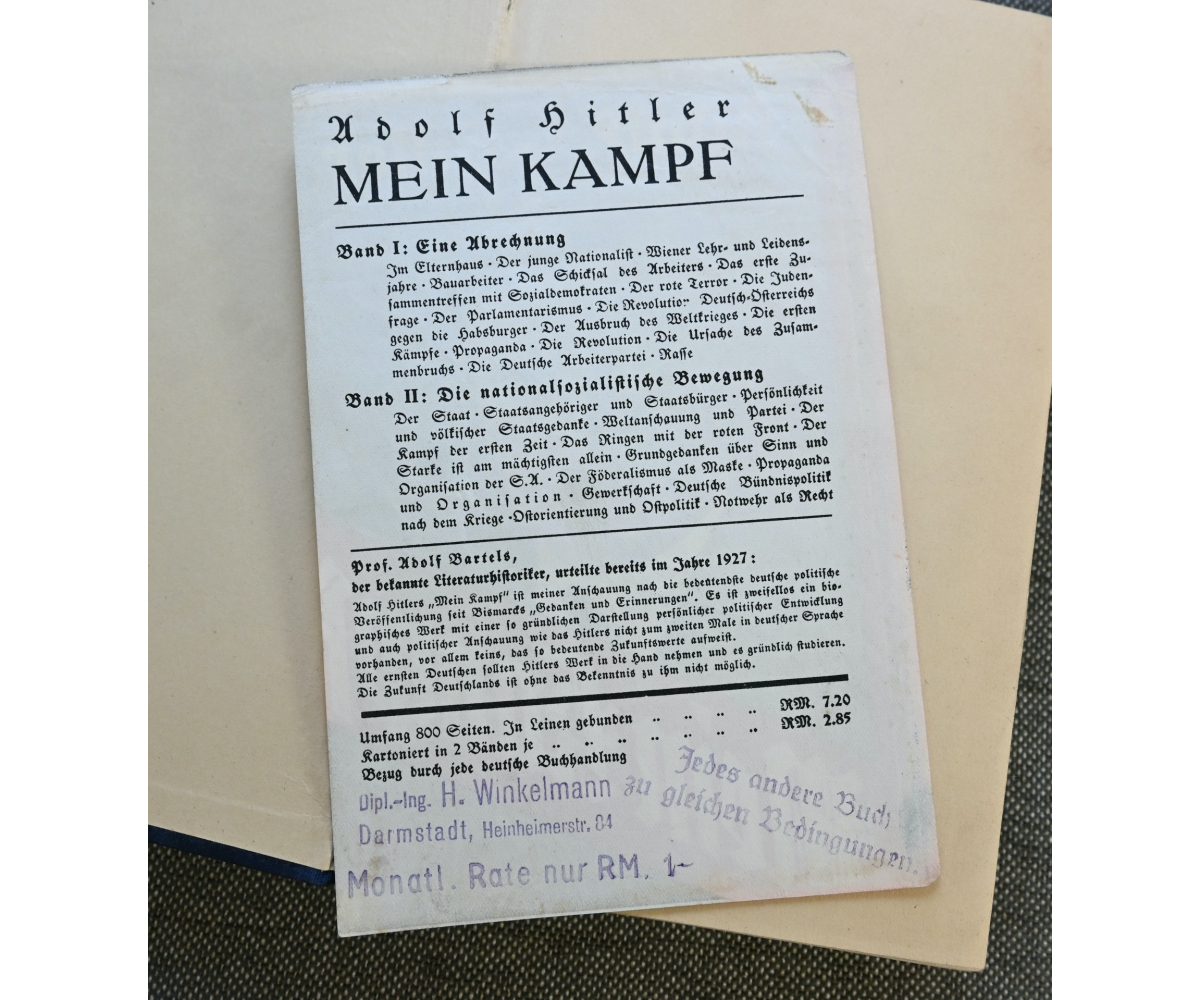 Adolf Hitler
MEIN KAMPF
Band I: Eine Abrechnung
Im Elternhaus · Der junge Nationalist · Wiener Lehr- und Leidens-
jahre · Bauarbeiter · Das Schicksal des Arbeiters · Das erste Zu-
sammentreffen mit Sozialdemokraten · Der rote Terror · Die Juden-
frage · Der Parlamentarismus · Die Revolution Deutsch-Österreichs
gegen die Habsburger · Der Ausbruch des Weltkrieges · Die ersten
Kämpfe · Propaganda · Die Revolution · Die Ursache des Zusam-
menbruchs · Die Deutsche Arbeiterpartei · Rasse
Band II: Die nationalsozialistische Bewegung
Der Staat · Staatsangehöriger und Staatsbürger · Persönlichkeit
und völkischer Staatsgedanke · Weltanschauung und Partei · Der
Kampf der ersten Zeit · Das Ringen mit der roten Front · Der
Starke ist am mächtigsten allein · Grundgedanken über Sinn und
Organisation der S.A. · Der Föderalismus als Maske · Propaganda
und Organisation · Gewerkschaft · Deutsche Bündnispolitik
nach dem Kriege · Ostorientierung und Ostpolitik · Notwehr als Recht
Prof. Adolf Bartels,
der bekannte Literaturhistoriker, urteilte bereits im Jahre 1927:
Adolf Hitlers „Mein Kampf" ist meiner Anschauung nach die bedeutendste deutsche politische
Veröffentlichung seit Bismarcks „Gedanken und Erinnerungen". Es ist zweifellos ein bio-
graphisches Werk mit einer so gründlichen Darstellung persönlicher politischer Entwicklung
und auch politischer Anschauung wie das Hitlers nicht zum zweiten Male in deutscher Sprache
vorhanden, vor allem keins, das so bedeutende Zukunftswerte aufweist.
Alle ernsten Deutschen sollten Hitlers Werk in die Hand nehmen und es gründlich studieren.
Die Zukunft Deutschlands ist ohne das Bekenntnis zu ihm nicht möglich.
Umfang 800 Seiten. In Leinen gebunden .. .. .. .. RM. 7.20
Kartoniert in 2 Bänden je .. .. .. .. .. .. .. RM. 2.85
Bezug durch jede deutsche Buchhandlung
Dipl.-Ing. H. Winkelmann
Darmstadt, Heinheimerstr. 84
Monatl. Rate nur RM. 1-
Jedes andere Buch
zu gleichen Bedingungen.